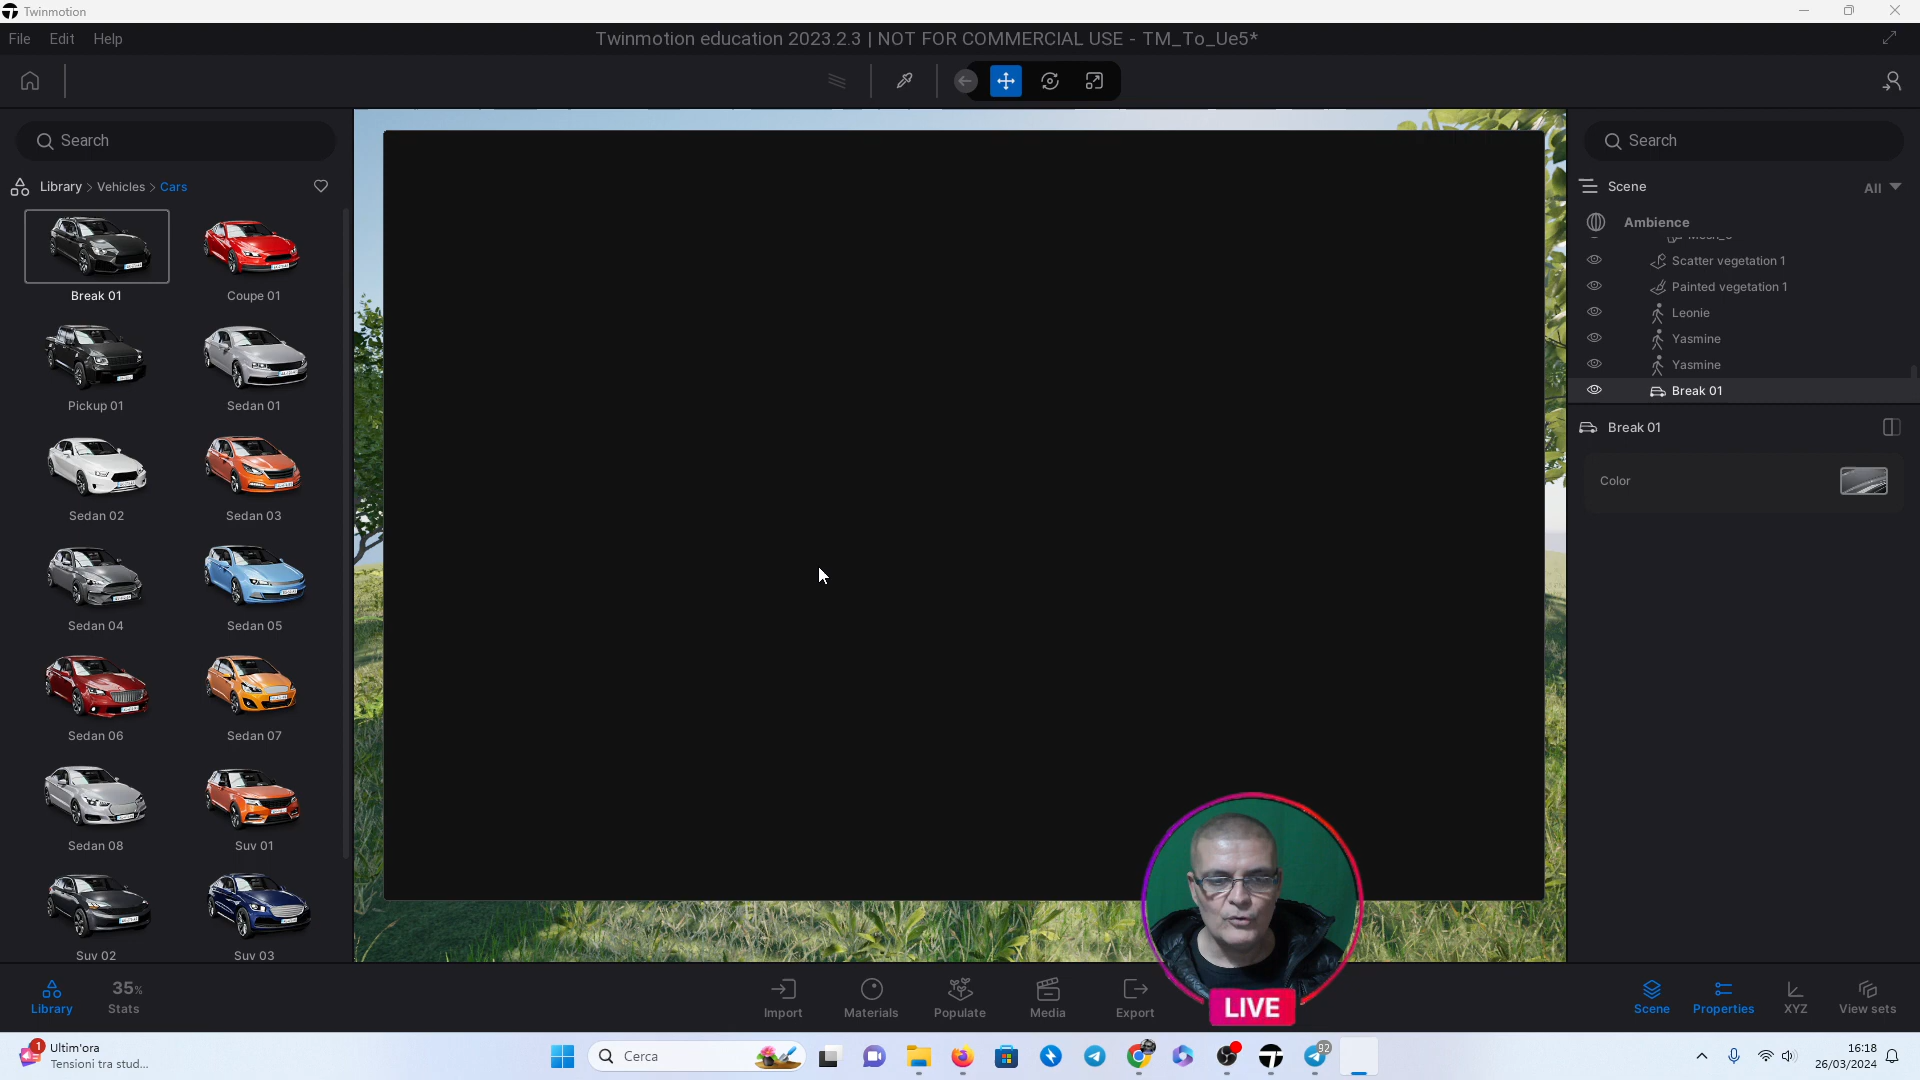 Twinmotion
File Edit Help
Twinmotion education 2023.2.3 | NOT FOR COMMERCIAL USE - TM_To_Ue5*
Search
Library > Vehicles > Cars
Break 01
Coupe 01
Pickup 01
Sedan 01
Sedan 02
Sedan 03
Sedan 04
Sedan 05
Sedan 06
Sedan 07
Sedan 08
Suv 01
Suv 02
Suv 03
Search
Scene
All
Ambience
Scatter vegetation 1
Painted vegetation 1
Leonie
Yasmine
Yasmine
Break 01
Break 01
Color
Library
35%
Stats
Import
Materials
Populate
Media
Export
LIVE
Scene
Properties
XYZ
View sets
1
Ultim'ora
Tensioni tra stud...
Cerca
92
16:18
26/03/2024